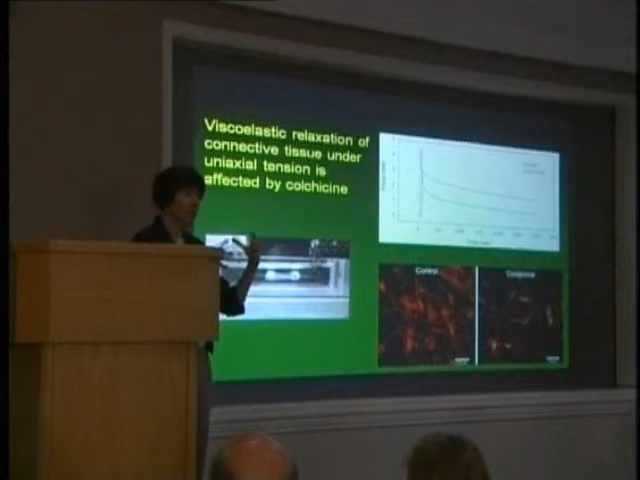 Viscoelastic relaxation of
connective tissue under
uniaxial tension is
affected by colchicine
Control
Colchicine